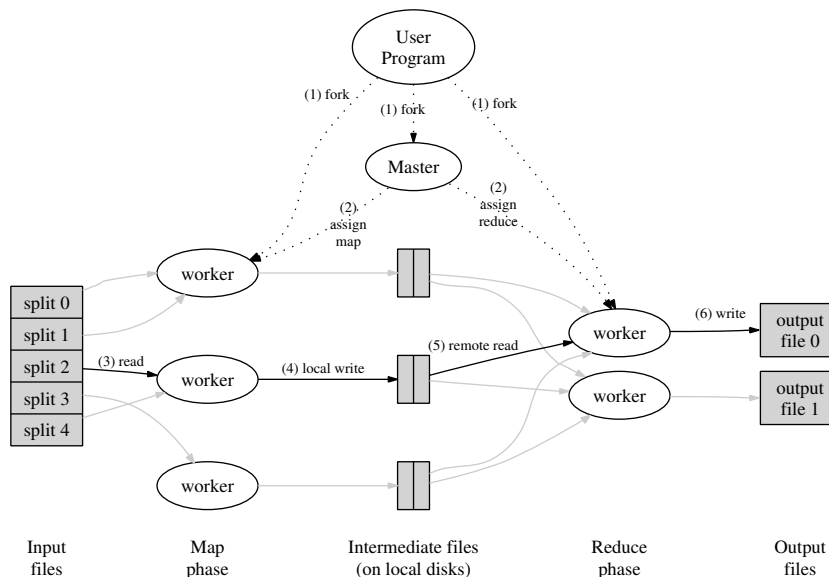 User
Program
(1) fork
(1) fork
(1) fork
Master
(2)
assign
map
(2)
assign
reduce
worker
split 0
split 1
split 2
split 3
split 4
(3) read
worker
(4) local write
(5) remote read
worker
(6) write
output
file 0
worker
output
file 1
worker
Input
files
Map
phase
Intermediate files
(on local disks)
Reduce
phase
Output
files